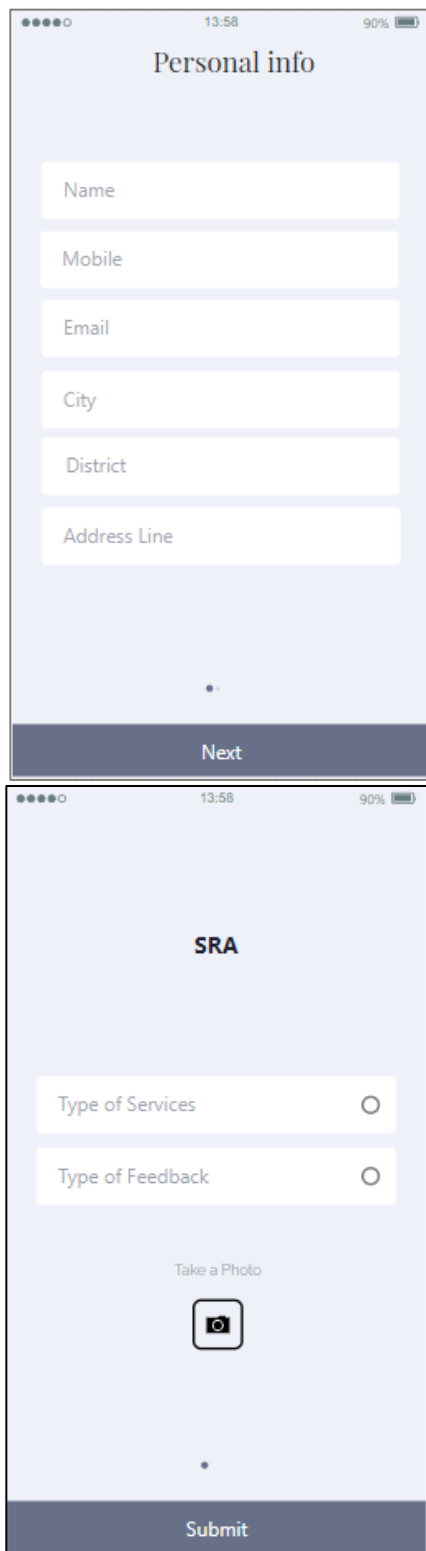 13:58 90%
Personal info
Name
Mobile
Email
City
District
Address Line
Next
13:58 90%
SRA
Type of Services
Type of Feedback
Take a Photo
Submit